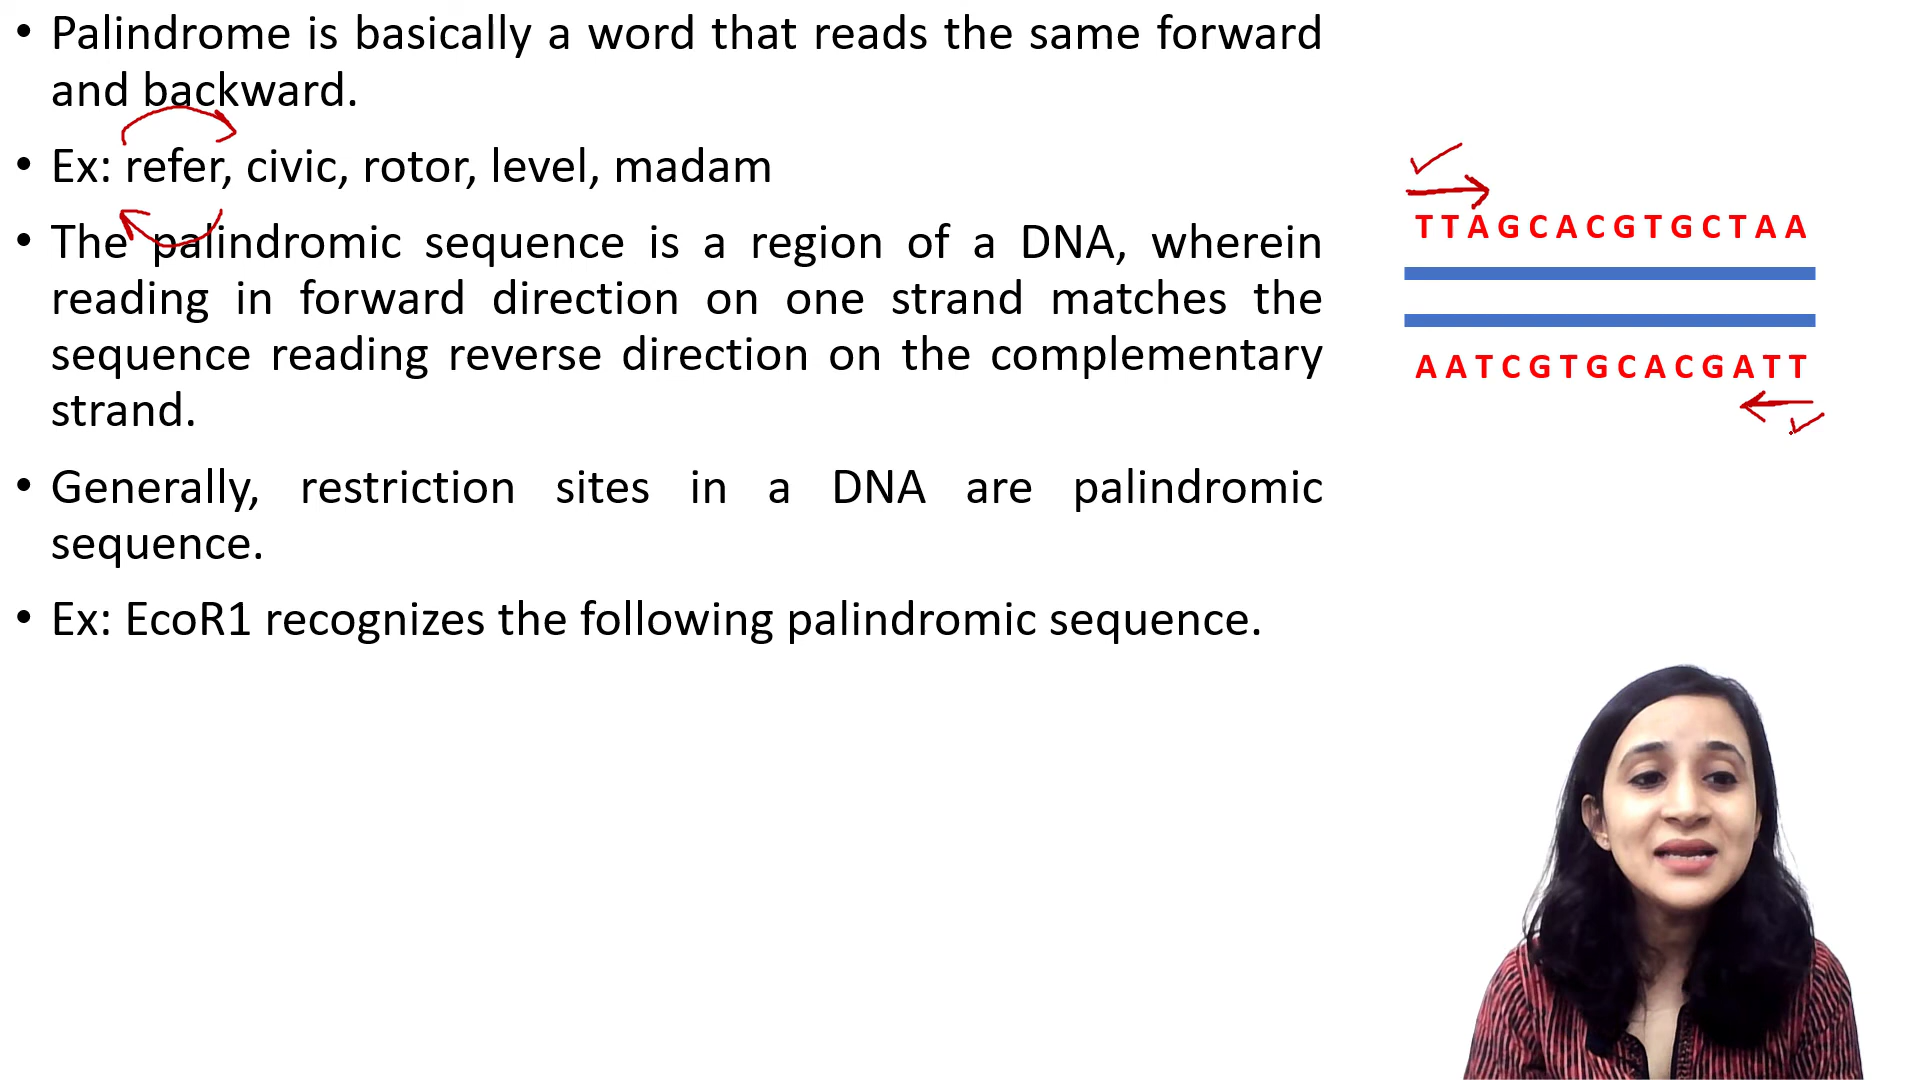 • Palindrome is basically a word that reads the same forward
and backward.
• Ex: refer, civic, rotor, level, madam
• The palindromic sequence is a region of a DNA, wherein
reading in forward direction on one strand matches the
sequence reading reverse direction on the complementary
strand.
• Generally, restriction sites in a DNA are palindromic
sequence.
• Ex: EcoR1 recognizes the following palindromic sequence.
T T A G C A C G T G C T A A
A A T C G T G C A C G A T T